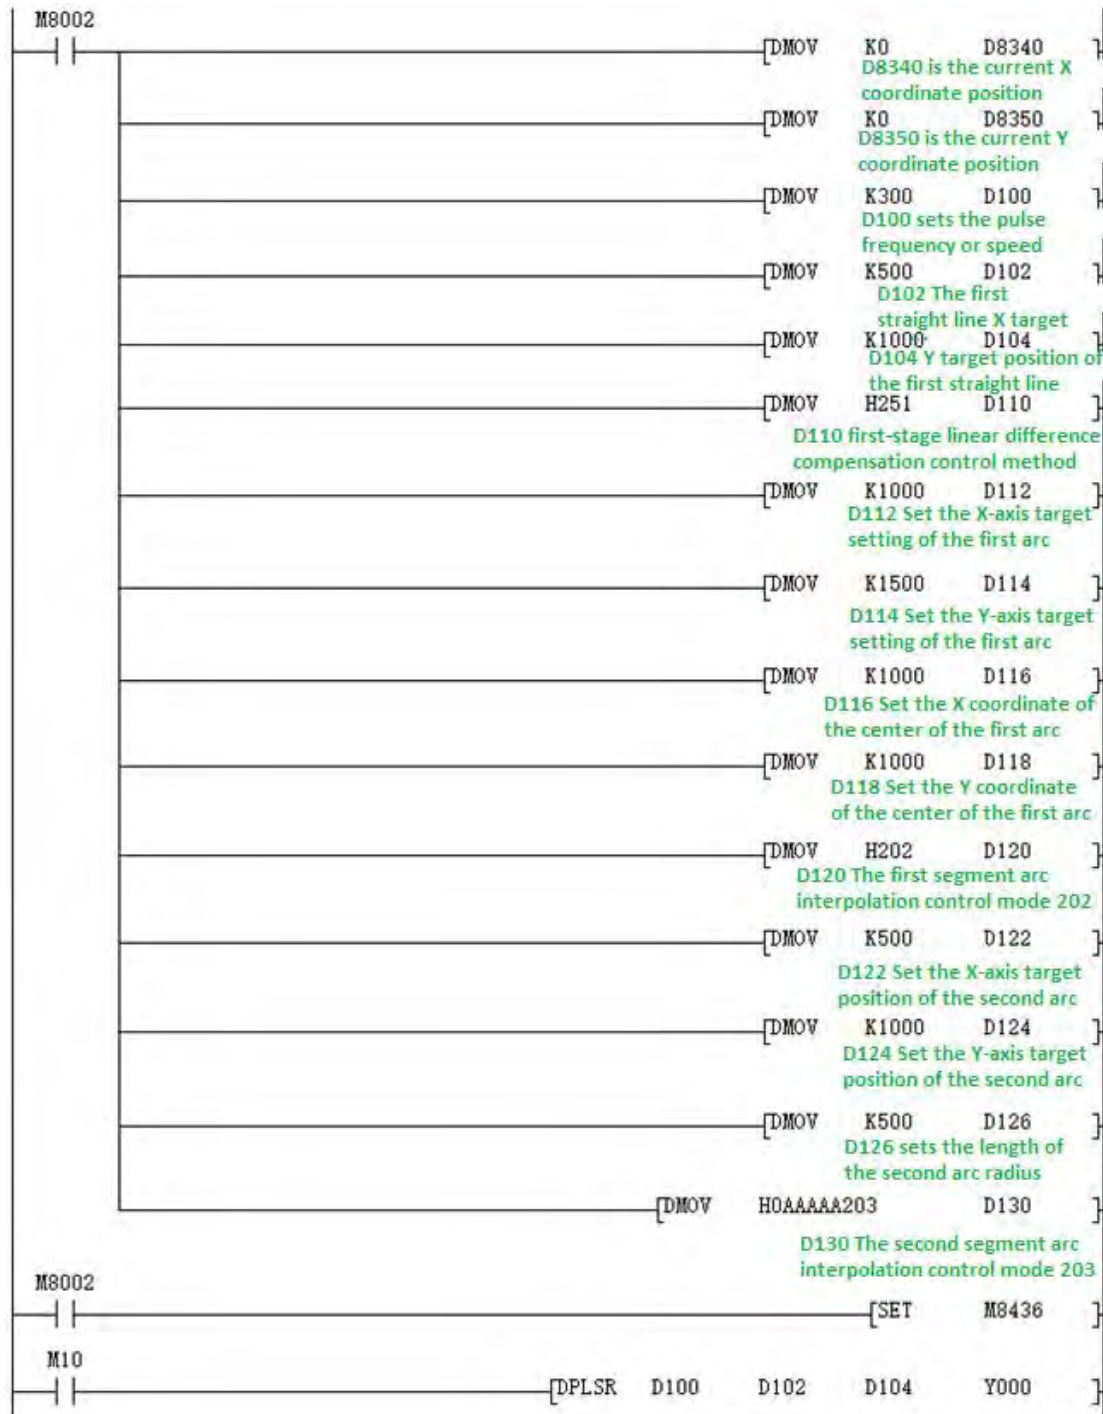 M8002
[DMOV K0 D8340 ]
D8340 is the current X
coordinate position
[DMOV K0 D8350 ]
D8350 is the current Y
coordinate position
[DMOV K300 D100 ]
D100 sets the pulse
frequency or speed
[DMOV K500 D102 ]
D102 The first
straight line X target
[DMOV K1000 D104 ]
D104 Y target position of
the first straight line
[DMOV H251 D110 ]
D110 first-stage linear difference
compensation control method
[DMOV K1000 D112 ]
D112 Set the X-axis target
setting of the first arc
[DMOV K1500 D114 ]
D114 Set the Y-axis target
setting of the first arc
[DMOV K1000 D116 ]
D116 Set the X coordinate of
the center of the first arc
[DMOV K1000 D118 ]
D118 Set the Y coordinate
of the center of the first arc
[DMOV H202 D120 ]
D120 The first segment arc
interpolation control mode 202
[DMOV K500 D122 ]
D122 Set the X-axis target
position of the second arc
[DMOV K1000 D124 ]
D124 Set the Y-axis target
position of the second arc
[DMOV K500 D126 ]
D126 sets the length of
the second arc radius
[DMOV H0AAAAA203 D130 ]
D130 The second segment arc
interpolation control mode 203
M8002
[SET M8436 ]
M10
[DPLSR D100 D102 D104 Y000 ]